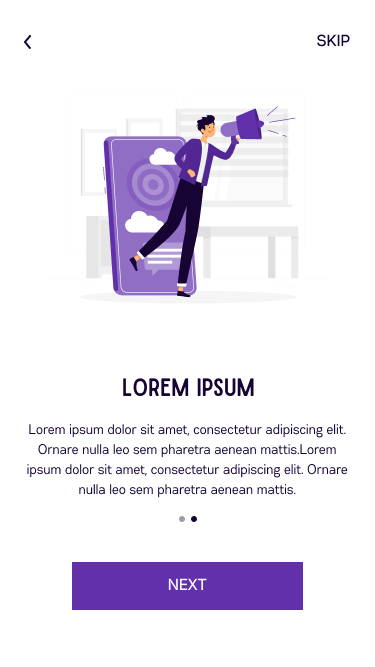 SKIP
LOREM IPSUM
Lorem ipsum dolor sit amet, consectetur adipiscing elit.
Ornare nulla leo sem pharetra aenean mattis.Lorem
ipsum dolor sit amet, consectetur adipiscing elit. Ornare
nulla leo sem pharetra aenean mattis.
NEXT